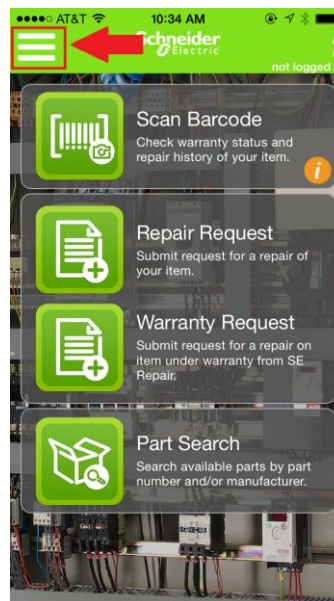 AT&T 10:34 AM
Schneider
Electric
not logged
Scan Barcode
Check warranty status and
repair history of your item.
i
Repair Request
Submit request for a repair of
your item.
Warranty Request
Submit request for a repair on
item under warranty from SE
Repair.
Part Search
Search available parts by part
number and/or manufacturer.